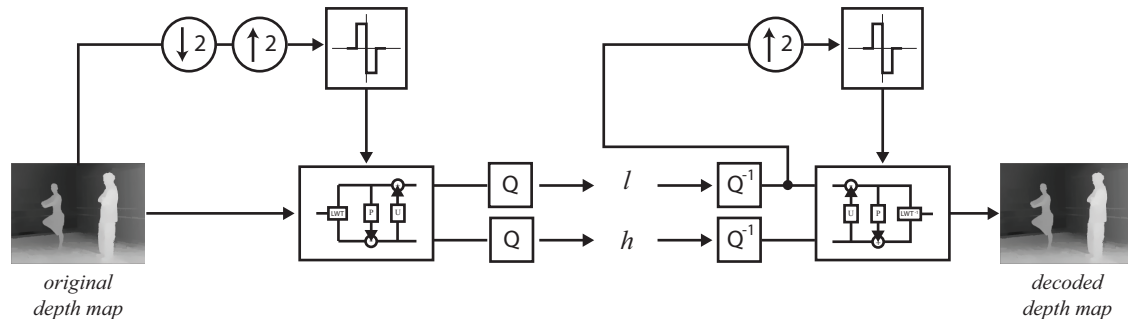 2
2
2
LWT
P
U
Q
Q
l
h
Q-1
Q-1
U
P
LWT-1
original
depth map
decoded
depth map